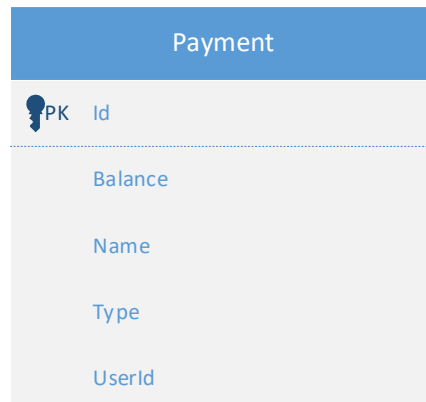 Payment
PK Id
Balance
Name
Type
UserId